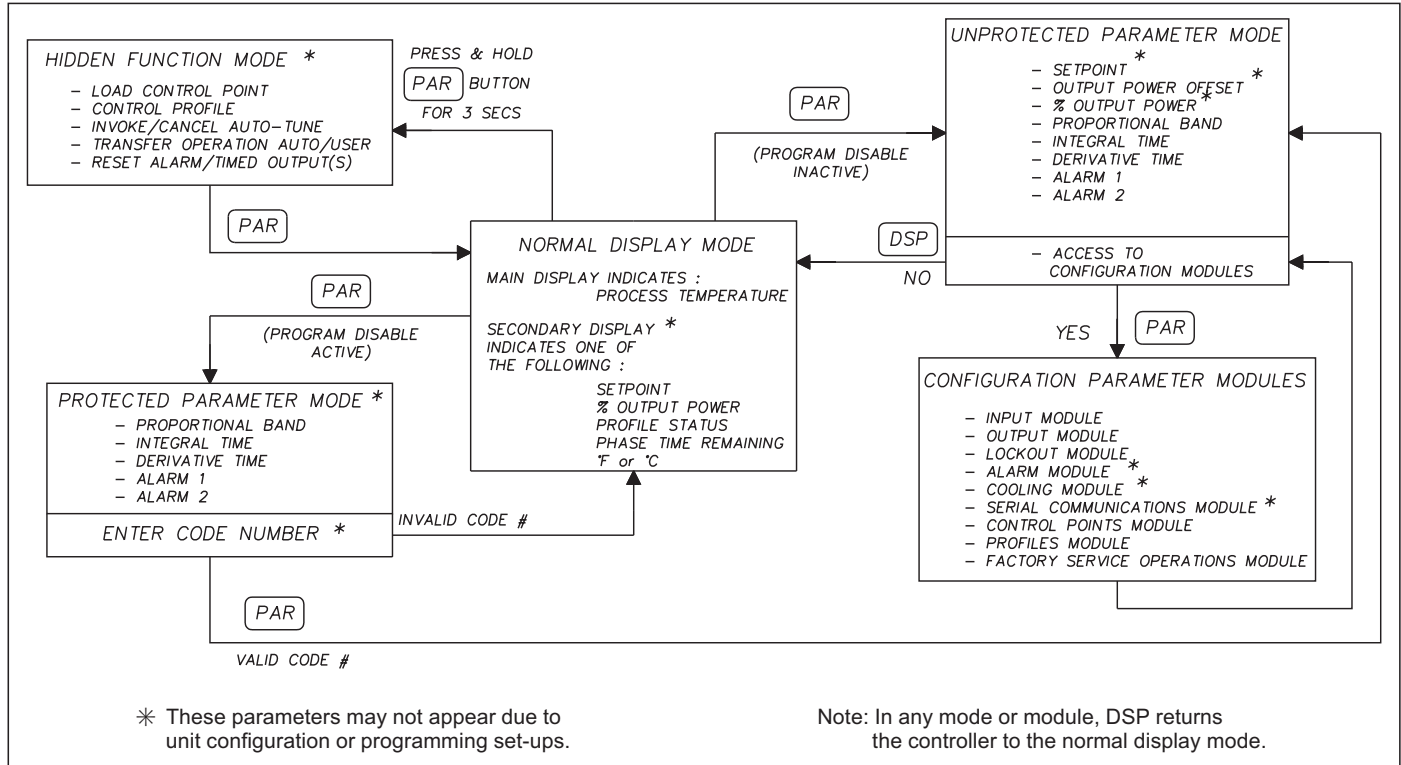 HIDDEN FUNCTION MODE *
– LOAD CONTROL POINT
– CONTROL PROFILE
– INVOKE/CANCEL AUTO–TUNE
– TRANSFER OPERATION AUTO/USER
– RESET ALARM/TIMED OUTPUT(S)
PRESS & HOLD
PAR BUTTON
FOR 3 SECS
PAR
(PROGRAM DISABLE
INACTIVE)
UNPROTECTED PARAMETER MODE
– SETPOINT *
– OUTPUT POWER OFFSET *
– % OUTPUT POWER *
– PROPORTIONAL BAND
– INTEGRAL TIME
– DERIVATIVE TIME
– ALARM 1
– ALARM 2
– ACCESS TO
CONFIGURATION MODULES
PAR
DSP
NO
NORMAL DISPLAY MODE
MAIN DISPLAY INDICATES :
PROCESS TEMPERATURE
SECONDARY DISPLAY *
INDICATES ONE OF
THE FOLLOWING :
SETPOINT
% OUTPUT POWER
PROFILE STATUS
PHASE TIME REMAINING
°F or °C
PAR
(PROGRAM DISABLE
ACTIVE)
YES PAR
PROTECTED PARAMETER MODE *
– PROPORTIONAL BAND
– INTEGRAL TIME
– DERIVATIVE TIME
– ALARM 1
– ALARM 2
ENTER CODE NUMBER *
INVALID CODE #
CONFIGURATION PARAMETER MODULES
– INPUT MODULE
– OUTPUT MODULE
– LOCKOUT MODULE
– ALARM MODULE *
– COOLING MODULE *
– SERIAL COMMUNICATIONS MODULE *
– CONTROL POINTS MODULE
– PROFILES MODULE
– FACTORY SERVICE OPERATIONS MODULE
PAR
VALID CODE #
* These parameters may not appear due to
unit configuration or programming set-ups.
Note: In any mode or module, DSP returns
the controller to the normal display mode.